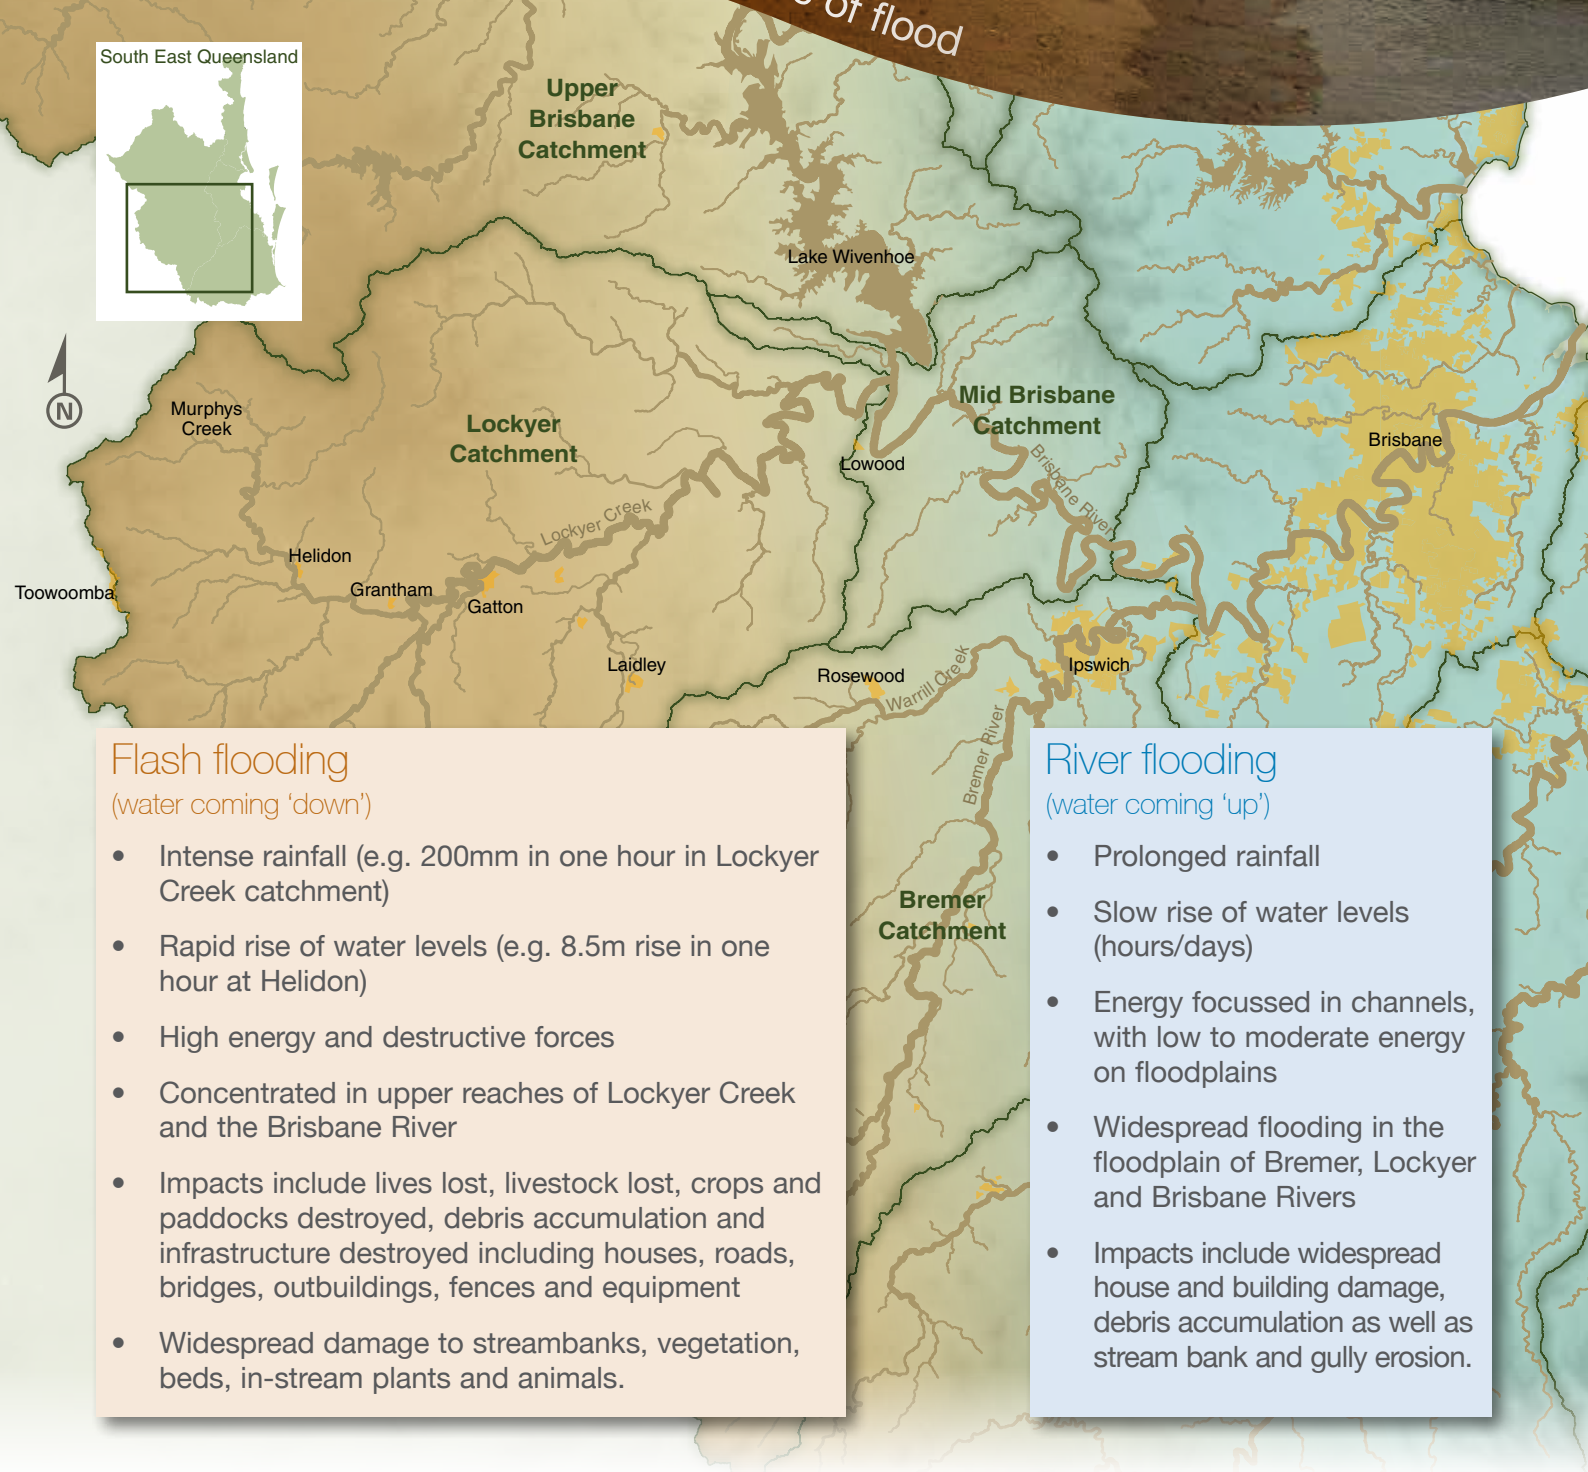 of flood
South East Queensland
Upper
Brisbane
Catchment
Lake Wivenhoe
N
Murphys
Creek
Lockyer
Catchment
Mid Brisbane
Catchment
Brisbane
Lowood
Brisbane River
Lockyer Creek
Helidon
Toowoomba
Grantham
Gatton
Laidley
Rosewood
Warrill Creek
Ipswich
Bremer River
Bremer
Catchment
Flash flooding
(water coming ‘down’)
• Intense rainfall (e.g. 200mm in one hour in Lockyer
Creek catchment)
• Rapid rise of water levels (e.g. 8.5m rise in one
hour at Helidon)
• High energy and destructive forces
• Concentrated in upper reaches of Lockyer Creek
and the Brisbane River
• Impacts include lives lost, livestock lost, crops and
paddocks destroyed, debris accumulation and
infrastructure destroyed including houses, roads,
bridges, outbuildings, fences and equipment
• Widespread damage to streambanks, vegetation,
beds, in-stream plants and animals.
River flooding
(water coming ‘up’)
• Prolonged rainfall
• Slow rise of water levels
(hours/days)
• Energy focussed in channels,
with low to moderate energy
on floodplains
• Widespread flooding in the
floodplain of Bremer, Lockyer
and Brisbane Rivers
• Impacts include widespread
house and building damage,
debris accumulation as well as
stream bank and gully erosion.